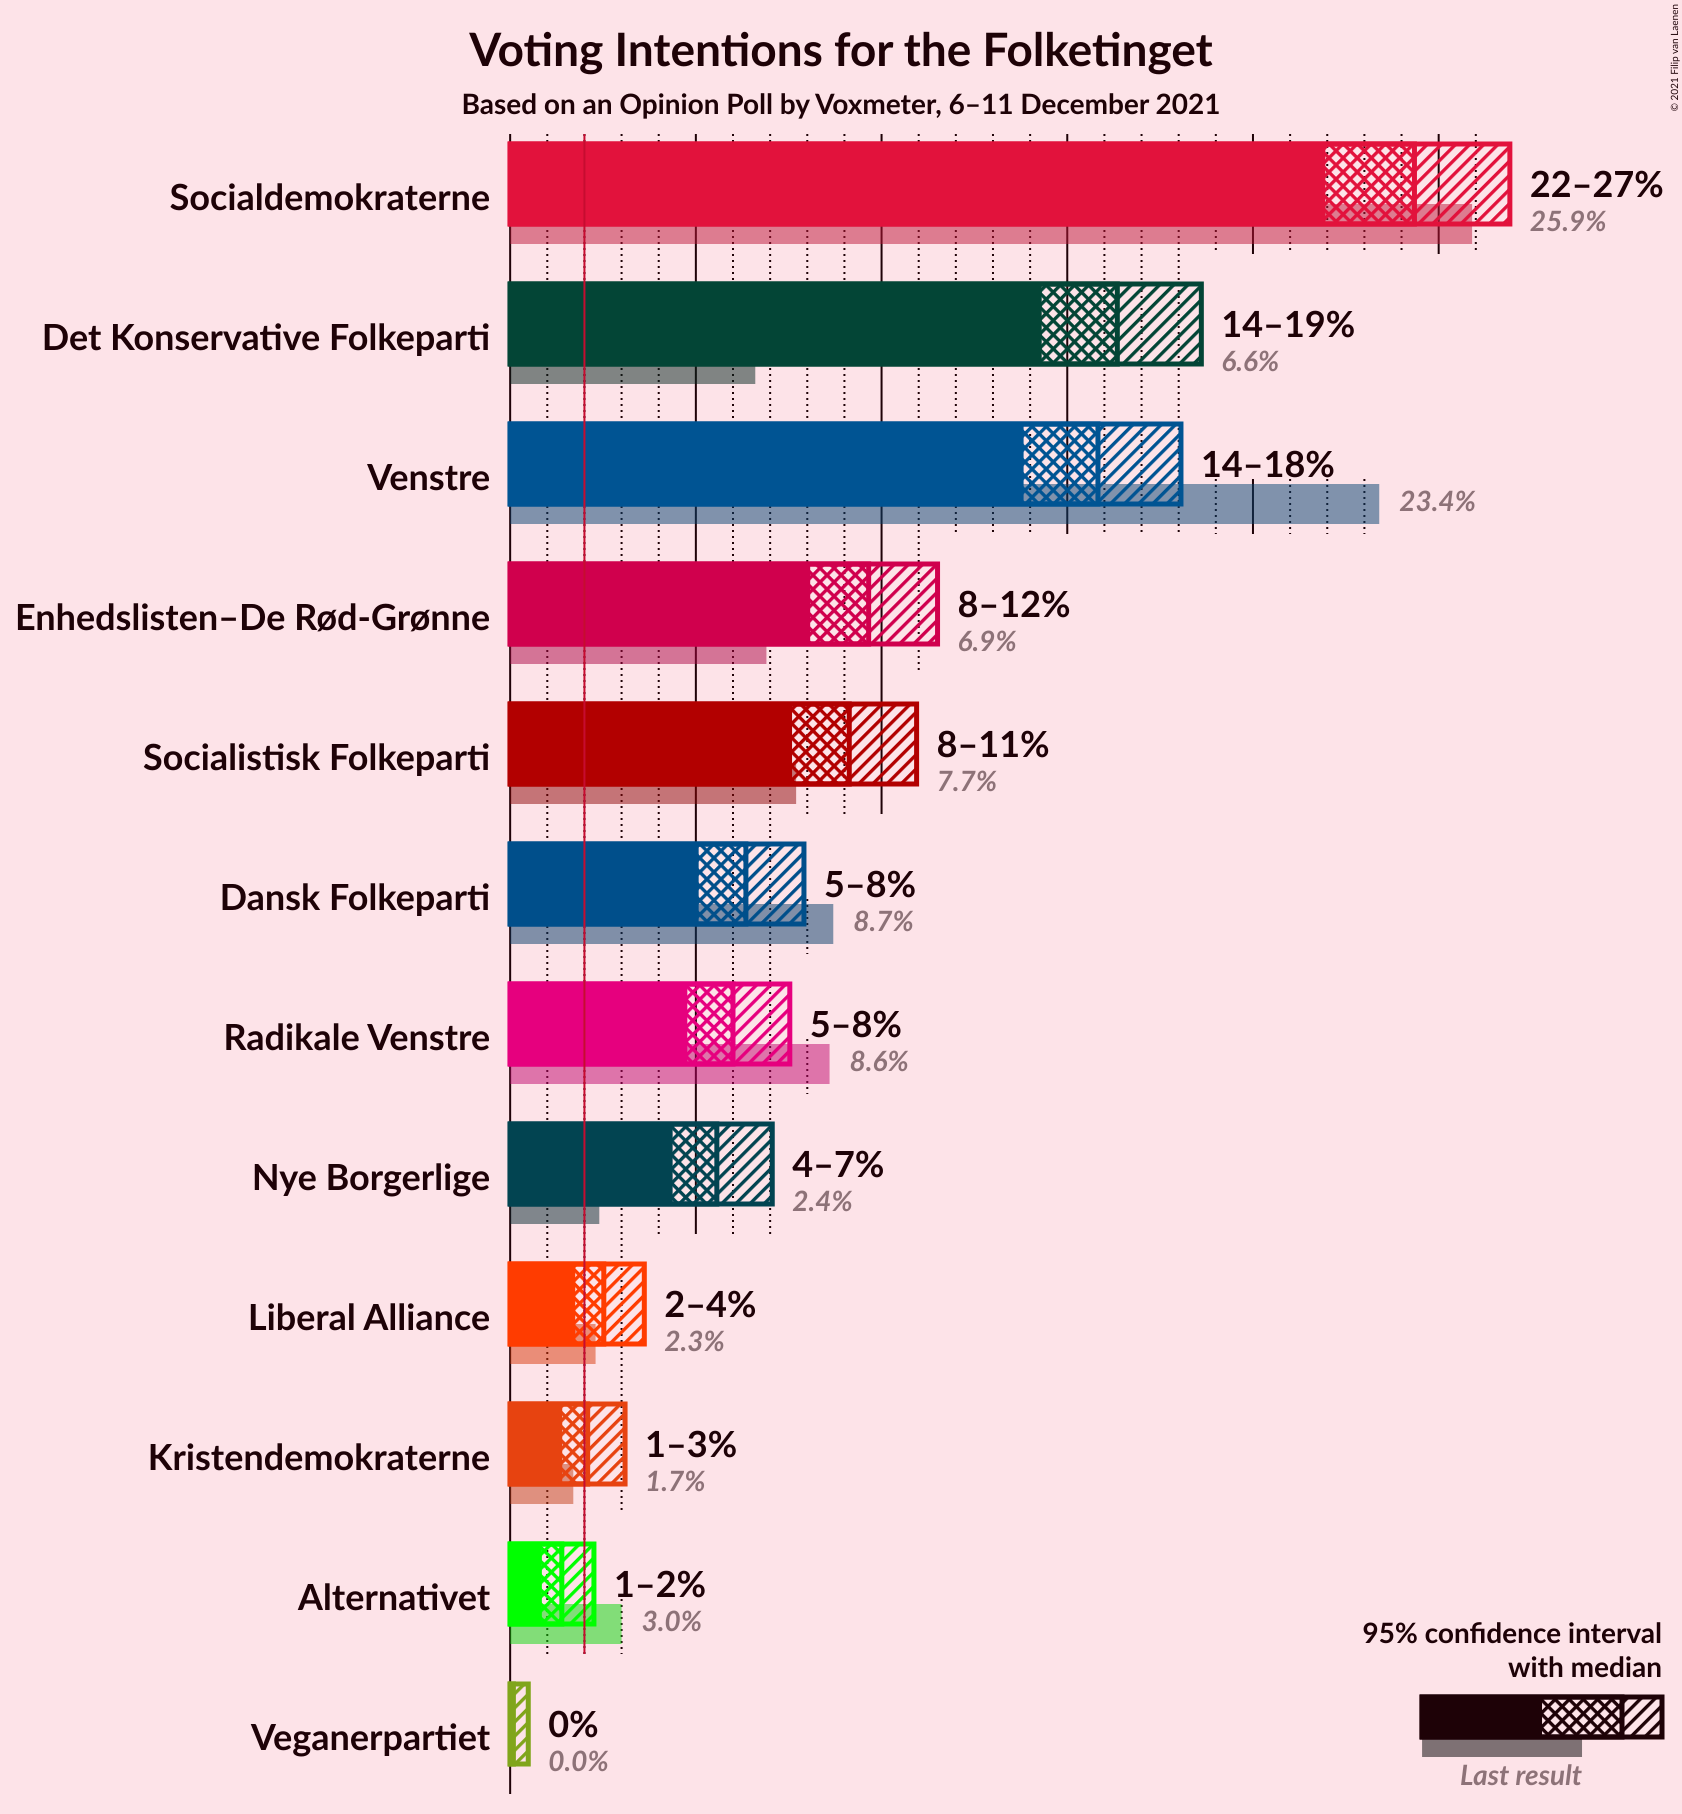 Voting Intentions for the Folketinget
Based on an Opinion Poll by Voxmeter, 6–11 December 2021
© 2021 Filip van Laenen
Socialdemokraterne
22–27%
25.9%
Det Konservative Folkeparti
14–19%
6.6%
Venstre
14–18%
23.4%
Enhedslisten–De Rød-Grønne
8–12%
6.9%
Socialistisk Folkeparti
8–11%
7.7%
Dansk Folkeparti
5–8%
8.7%
Radikale Venstre
5–8%
8.6%
Nye Borgerlige
4–7%
2.4%
Liberal Alliance
2–4%
2.3%
Kristendemokraterne
1–3%
1.7%
Alternativet
1–2%
3.0%
Veganerpartiet
0%
0.0%
95% confidence interval
with median
Last result